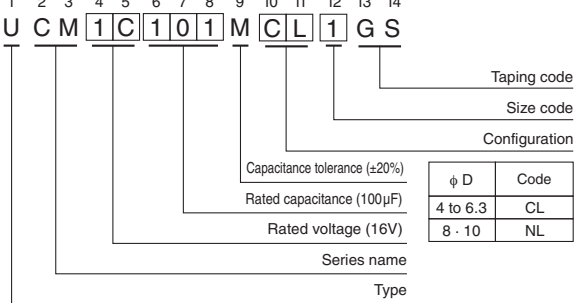 1 2 3 4 5 6 7 8 9 10 11 12 13 14
U C M 1 C 1 0 1 M C L 1 G S
Taping code
Size code
Configuration
Capacitance tolerance (±20%)
Rated capacitance (100µF)
Rated voltage (16V)
Series name
Type
ϕ D Code
4 to 6.3 CL
8 · 10 NL